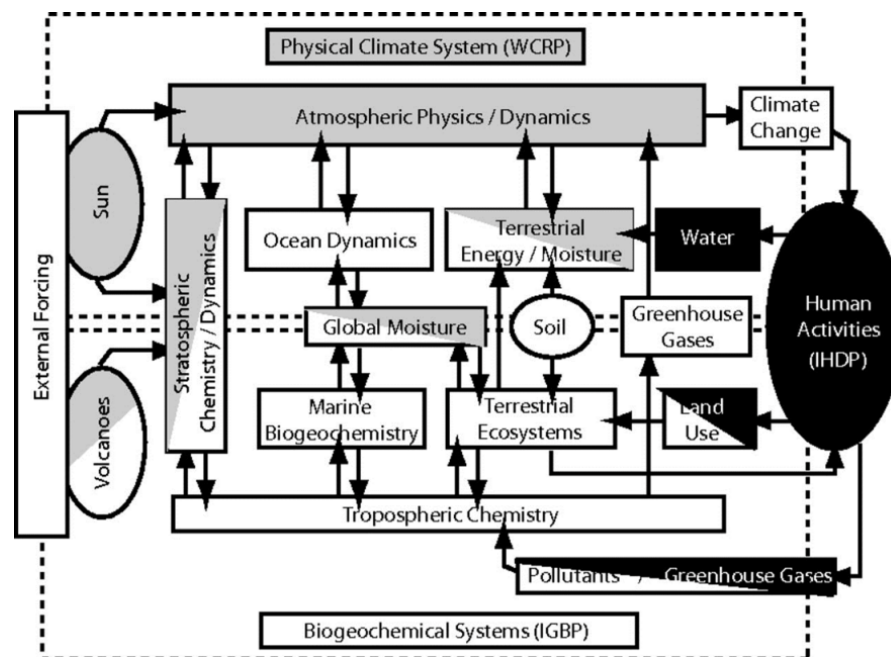 Physical Climate System (WCRP)
Atmospheric Physics / Dynamics
Climate
Change
External Forcing
Sun
Stratospheric
Chemistry / Dynamics
Ocean Dynamics
Terrestrial
Energy / Moisture
Water
Human
Activities
(IHDP)
Global Moisture
Soil
Greenhouse
Gases
Volcanoes
Marine
Biogeochemistry
Terrestrial
Ecosystems
Land
Use
Tropospheric Chemistry
Pollutants / Greenhouse Gases
Biogeochemical Systems (IGBP)